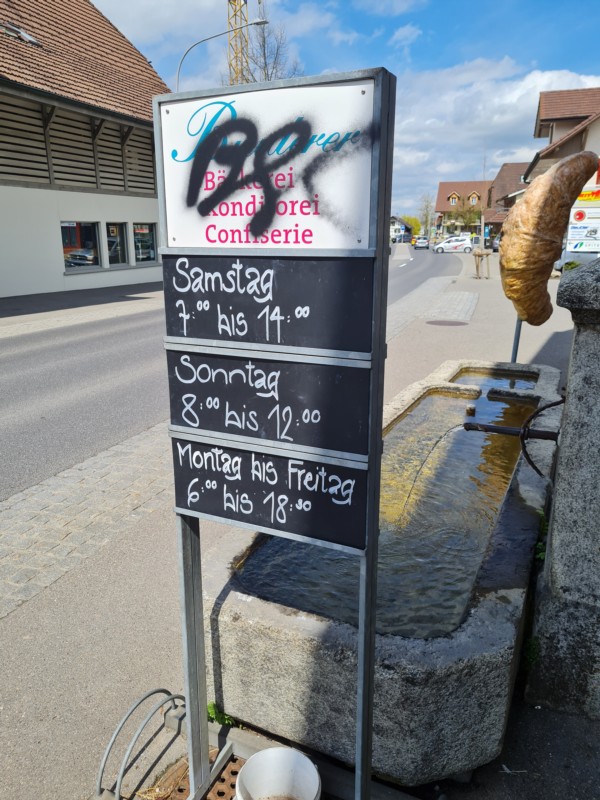 Bäckerei
Konditorei
Confiserie
Samstag
7:00 bis 14:00
Sonntag
8:00 bis 12:00
Montag bis Freitag
6:00 bis 18:30